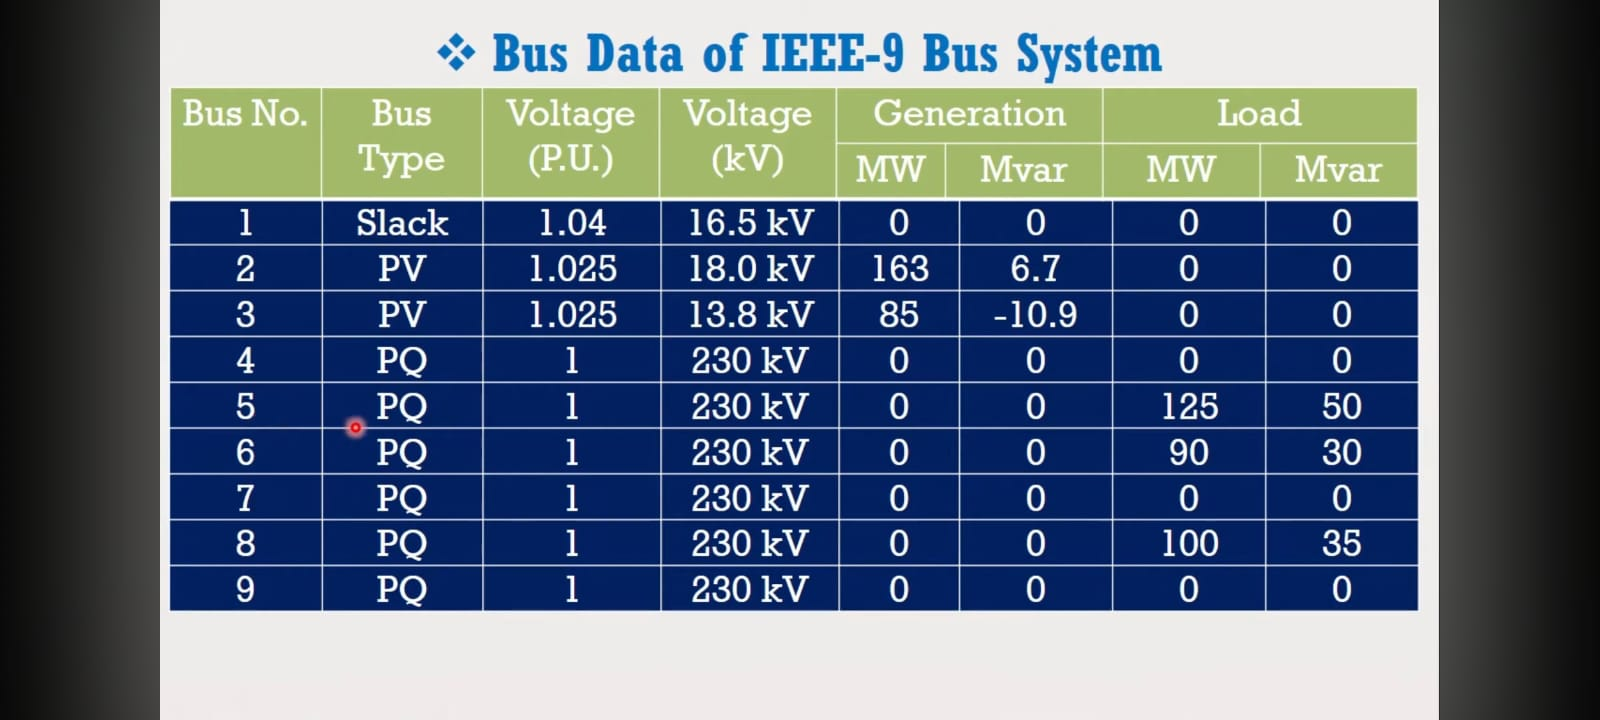 ❖ Bus Data of IEEE-9 Bus System
Bus No. Bus Type Voltage (P.U.) Voltage (kV) Generation Load
MW Mvar MW Mvar
1 Slack 1.04 16.5 kV 0 0 0 0
2 PV 1.025 18.0 kV 163 6.7 0 0
3 PV 1.025 13.8 kV 85 -10.9 0 0
4 PQ 1 230 kV 0 0 0 0
5 PQ 1 230 kV 0 0 125 50
6 PQ 1 230 kV 0 0 90 30
7 PQ 1 230 kV 0 0 0 0
8 PQ 1 230 kV 0 0 100 35
9 PQ 1 230 kV 0 0 0 0